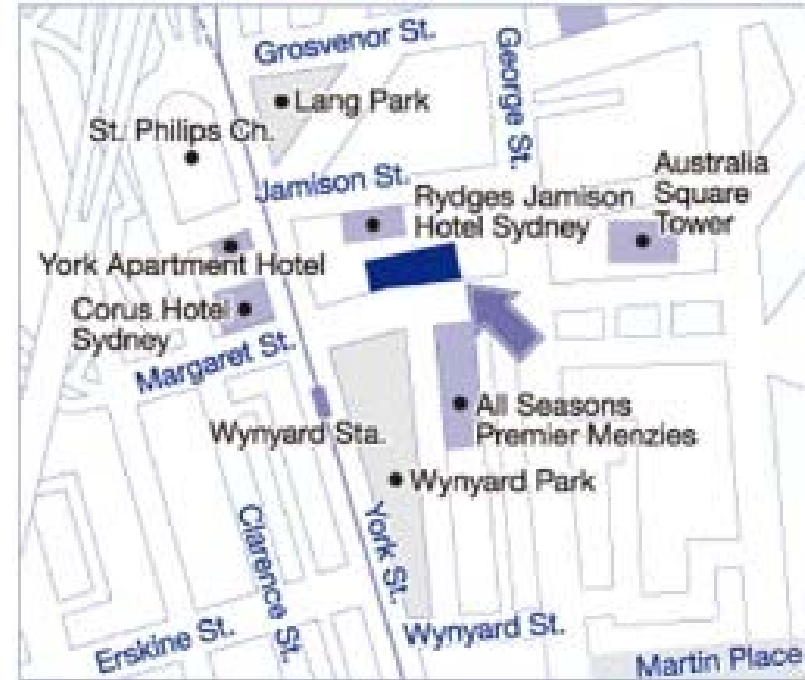 Grosvenor St.
George St.
Lang Park
St. Philips Ch.
Jamison St.
Rydges Jamison
Hotel Sydney
Australia
Square
Tower
York Apartment Hotel
Corus Hotel
Sydney
Margaret St.
All Seasons
Premier Menzies
Wynyard Sta.
Wynyard Park
Clarence St.
York St.
Erskine St.
Wynyard St.
Martin Place